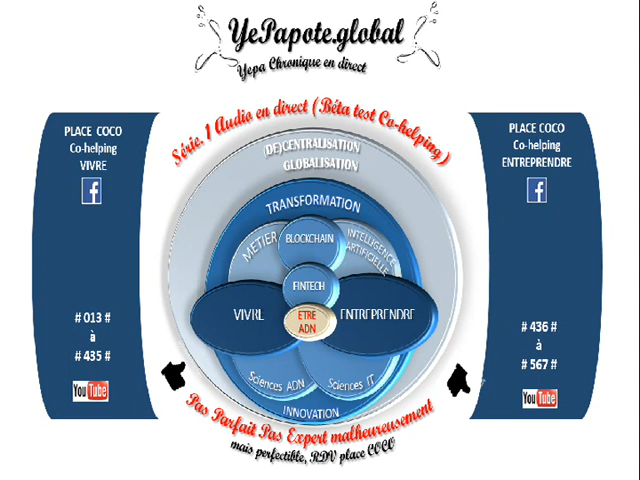 YePapote.global
Yepa Chronique en direct
Série. 1 Audio en direct (Béta test Co-helping)
PLACE COCO
Co-helping
VIVRE
# 013 #
à
# 435 #
YouTube
(DE)CENTRALISATION
GLOBALISATION
TRANSFORMATION
METIER
BLOCKCHAIN
INTELLIGENCE
ARTIFICIELLE
FINTECH
VIVRE
ETRE
ADN
ENTREPRENDRE
Sciences ADN
Sciences IT
INNOVATION
Pas Parfait Pas Expert malheureusement
mais perfectible, RDV place COCO
PLACE COCO
Co-helping
ENTREPRENDRE
# 436 #
à
# 567 #
YouTube